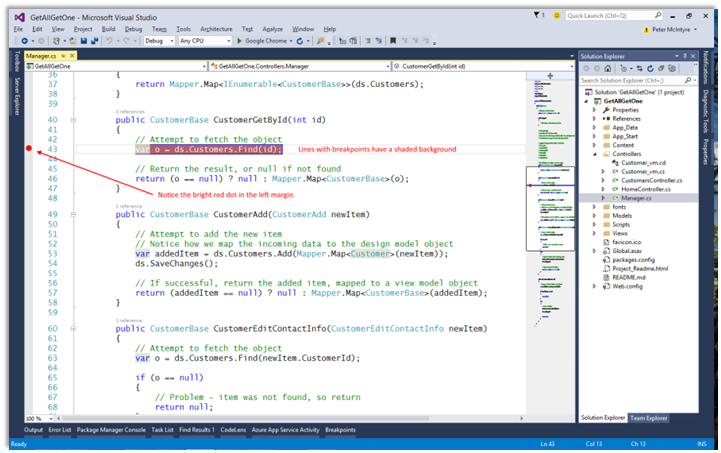 GetAllGetOne - Microsoft Visual Studio
1
Quick Launch (Ctrl+Q)
File Edit View Project Build Debug Team Tools Architecture Test Analyze Window Help
Peter McIntyre
Debug Any CPU Google Chrome
Manager.cs
GetAllGetOne GetAllGetOne.Controllers.Manager CustomerGetById(int id)
Toolbox
Server Explorer
36 {
37 return Mapper.Map<IEnumerable<CustomerBase>>(ds.Customers);
38 }
39
3 references
40 public CustomerBase CustomerGetById(int id)
41 {
42 // Attempt to fetch the object
43 var o = ds.Customers.Find(id); Lines with breakpoints have a shaded background
44
45 // Return the result, or null if not found
46 return (o == null) ? null : Mapper.Map<CustomerBase>(o);
47 }
Notice the bright red dot in the left margin
48
1 reference
49 public CustomerBase CustomerAdd(CustomerAdd newItem)
50 {
51 // Attempt to add the new item
52 // Notice how we map the incoming data to the design model object
53 var addedItem = ds.Customers.Add(Mapper.Map<Customer>(newItem));
54 ds.SaveChanges();
55
56 // If successful, return the added item, mapped to a view model object
57 return (addedItem == null) ? null : Mapper.Map<CustomerBase>(addedItem);
58 }
59
1 reference
60 public CustomerBase CustomerEditContactInfo(CustomerEditContactInfo newItem)
61 {
62 // Attempt to fetch the object
63 var o = ds.Customers.Find(newItem.CustomerId);
64
65 if (o == null)
66 {
67 // Problem - item was not found, so return
68 return null;
100 %
Solution Explorer
Search Solution Explorer (Ctrl+;)
Solution 'GetAllGetOne' (1 project)
GetAllGetOne
Properties
References
App_Data
App_Start
Content
Controllers
Customer_vm.cd
Customer_vm.cs
CustomersController.cs
HomeController.cs
Manager.cs
fonts
Models
Scripts
Views
favicon.ico
Global.asax
packages.config
Project_Readme.html
README.md
Web.config
Solution Explorer Team Explorer
Notifications
Diagnostic Tools
Properties
Output Error List Package Manager Console Task List Find Results 1 CodeLens Azure App Service Activity Breakpoints
Ready Ln 43 Col 13 Ch 13 INS